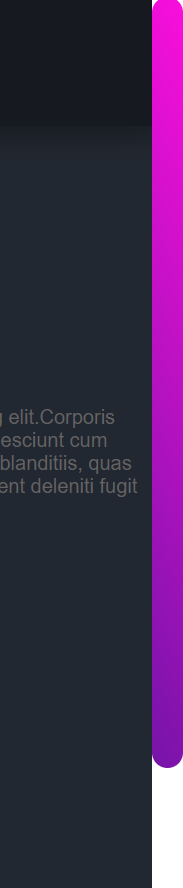 elit.Corporis
esciunt cum
blanditiis, quas
ent deleniti fugit